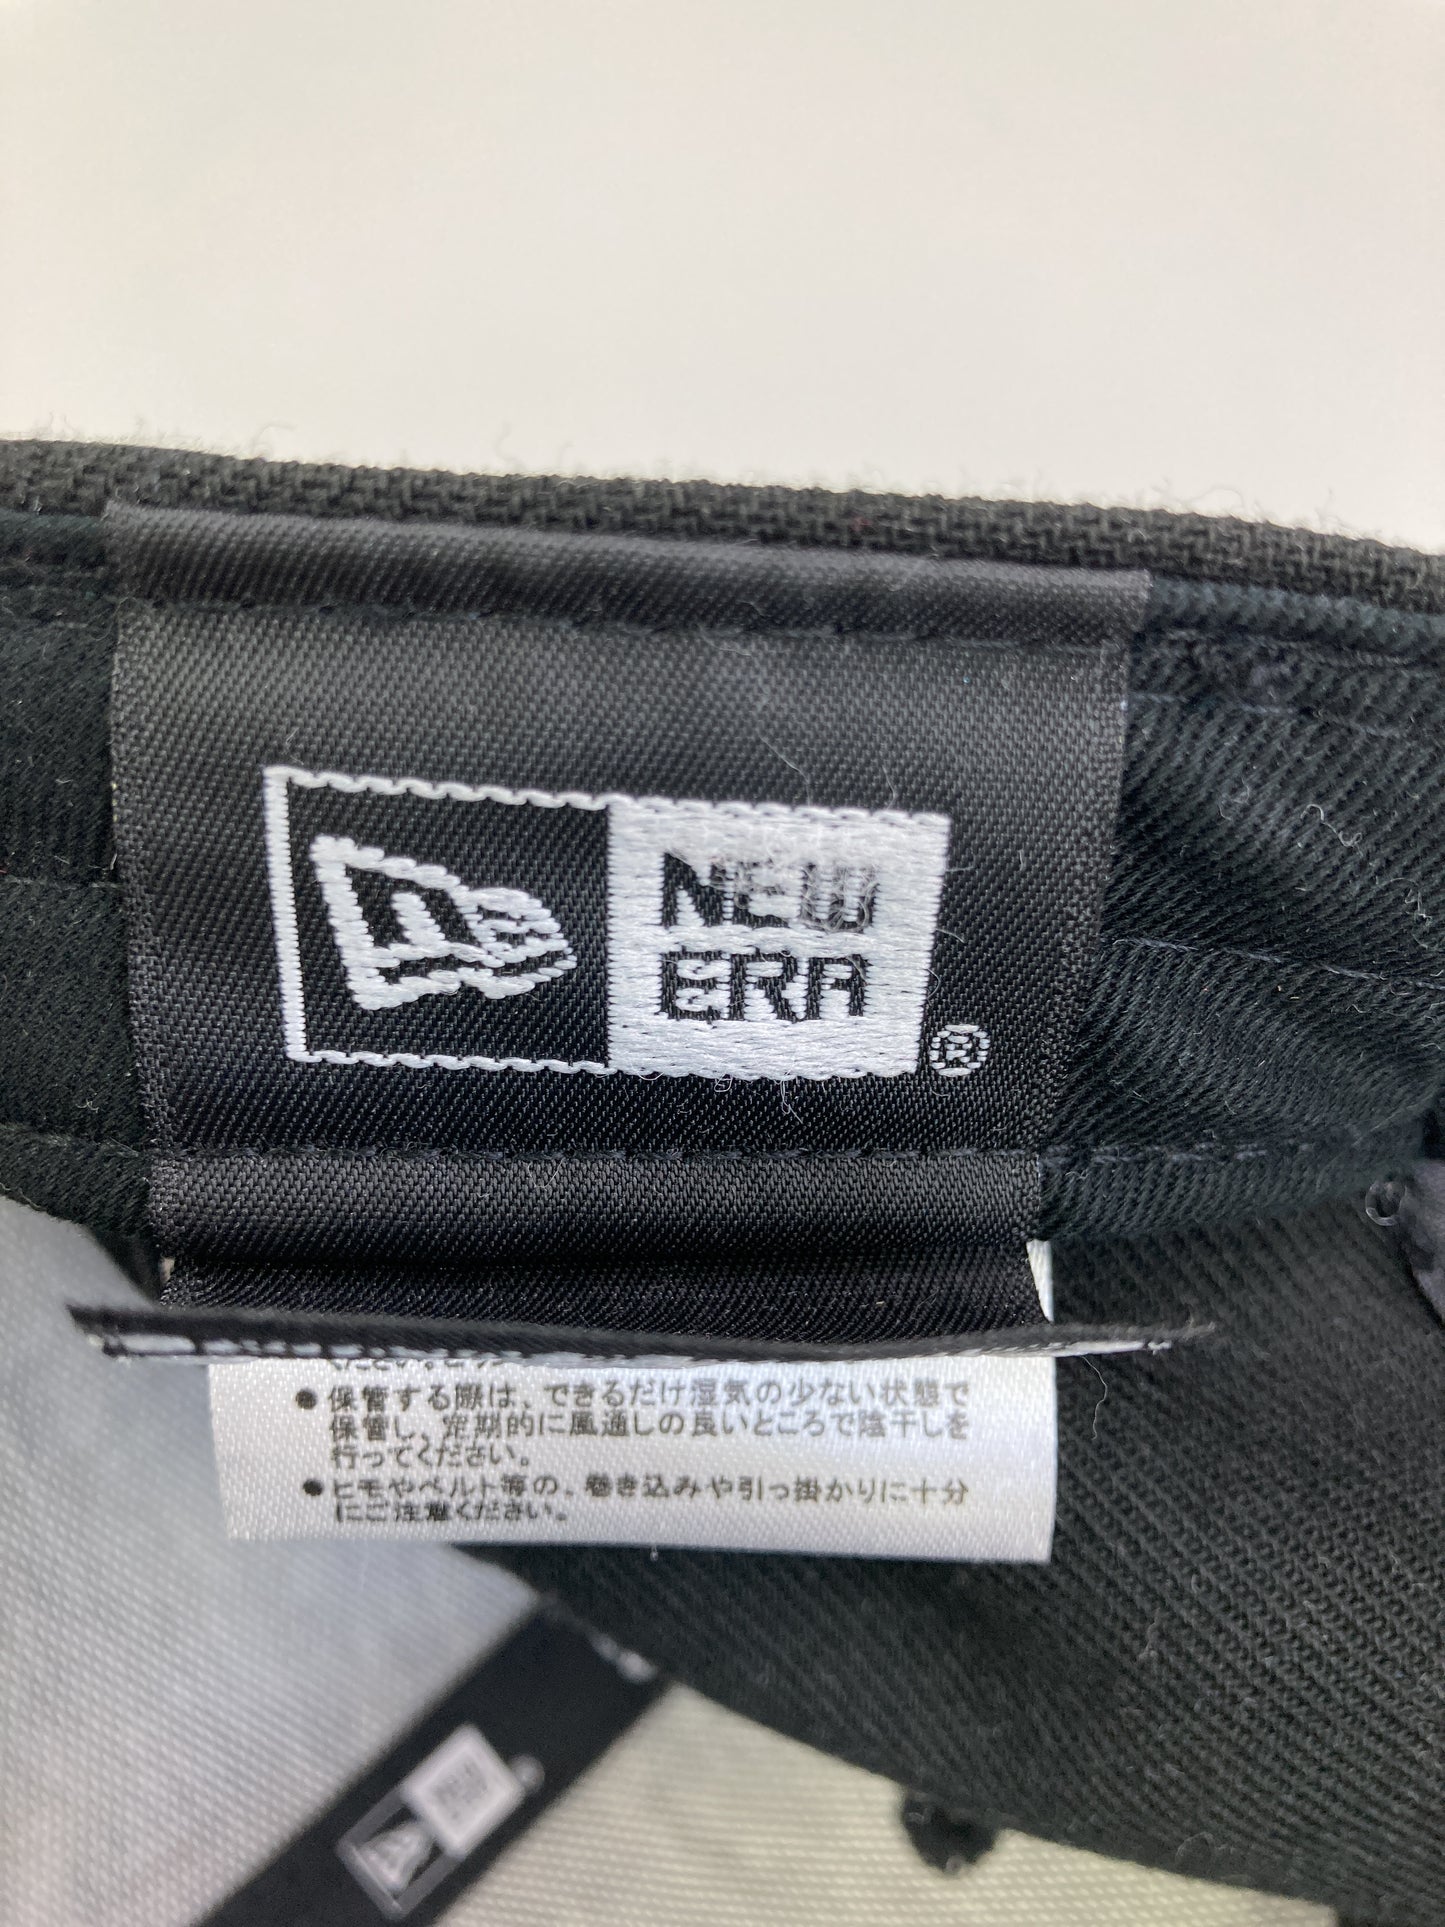 NEW
ERA
®
●保管する際は、できるだけ湿気の少ない状態で
保管し、定期的に風通しの良いところで陰干しを
行ってください。
●ヒモやベルト等の、巻き込みや引っ掛かりに十分
にご注意ください。